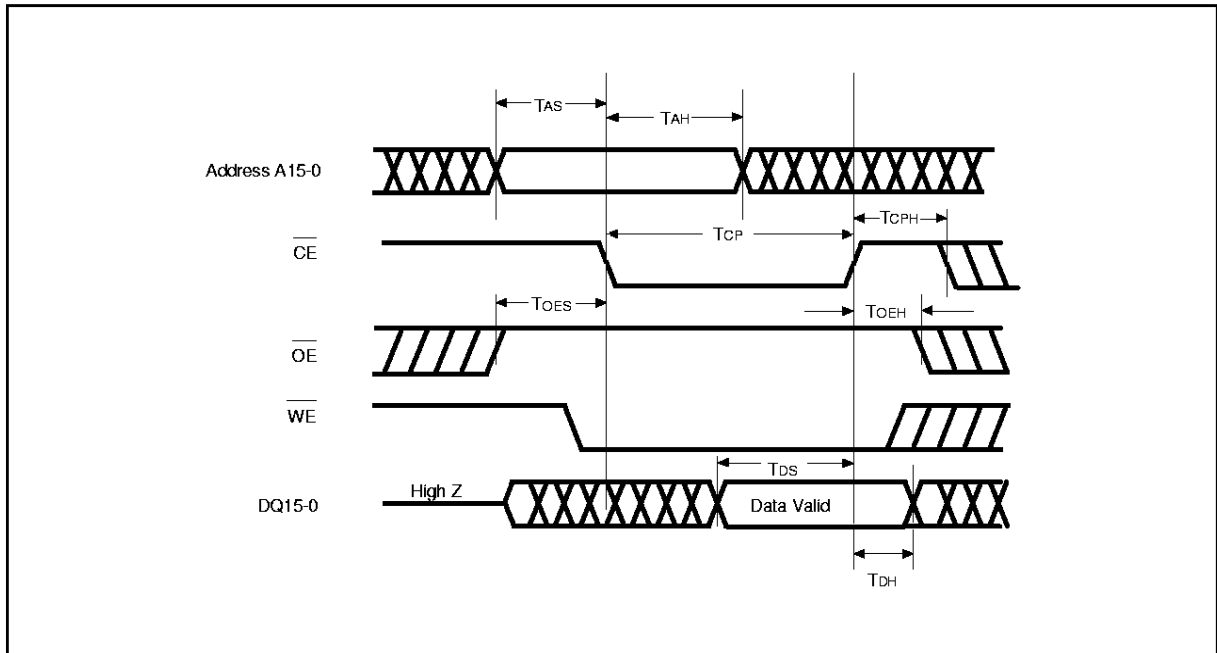 TAS
TAH
Address A15-0
TCPH
TCP
CE
TOES
TOEH
OE
WE
TDS
High Z
DQ15-0
Data Valid
TDH